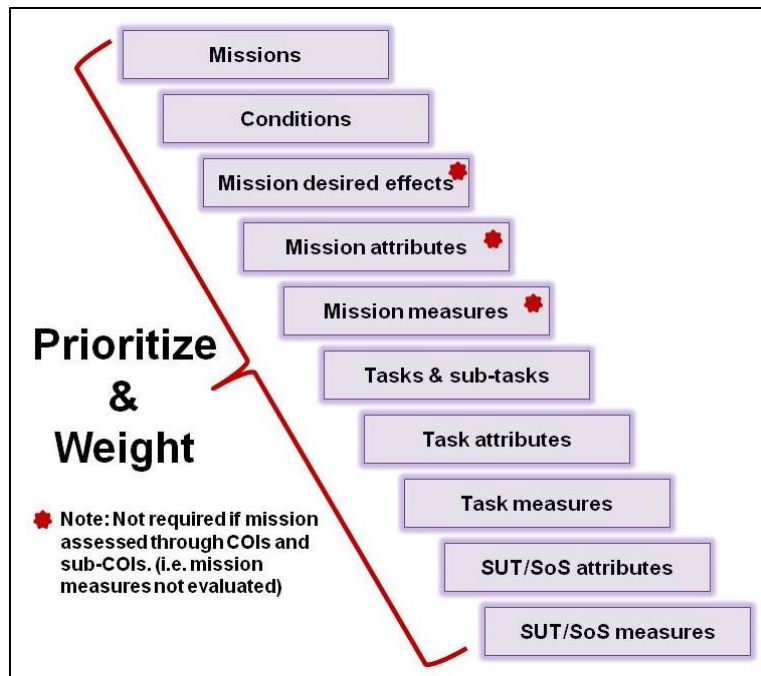 Missions
Conditions
Mission desired effects
Mission attributes
Mission measures
Tasks & sub-tasks
Task attributes
Task measures
SUT/SoS attributes
SUT/SoS measures
Prioritize
&
Weight
Note: Not required if mission
assessed through COIs and
sub-COIs. (i.e. mission
measures not evaluated)